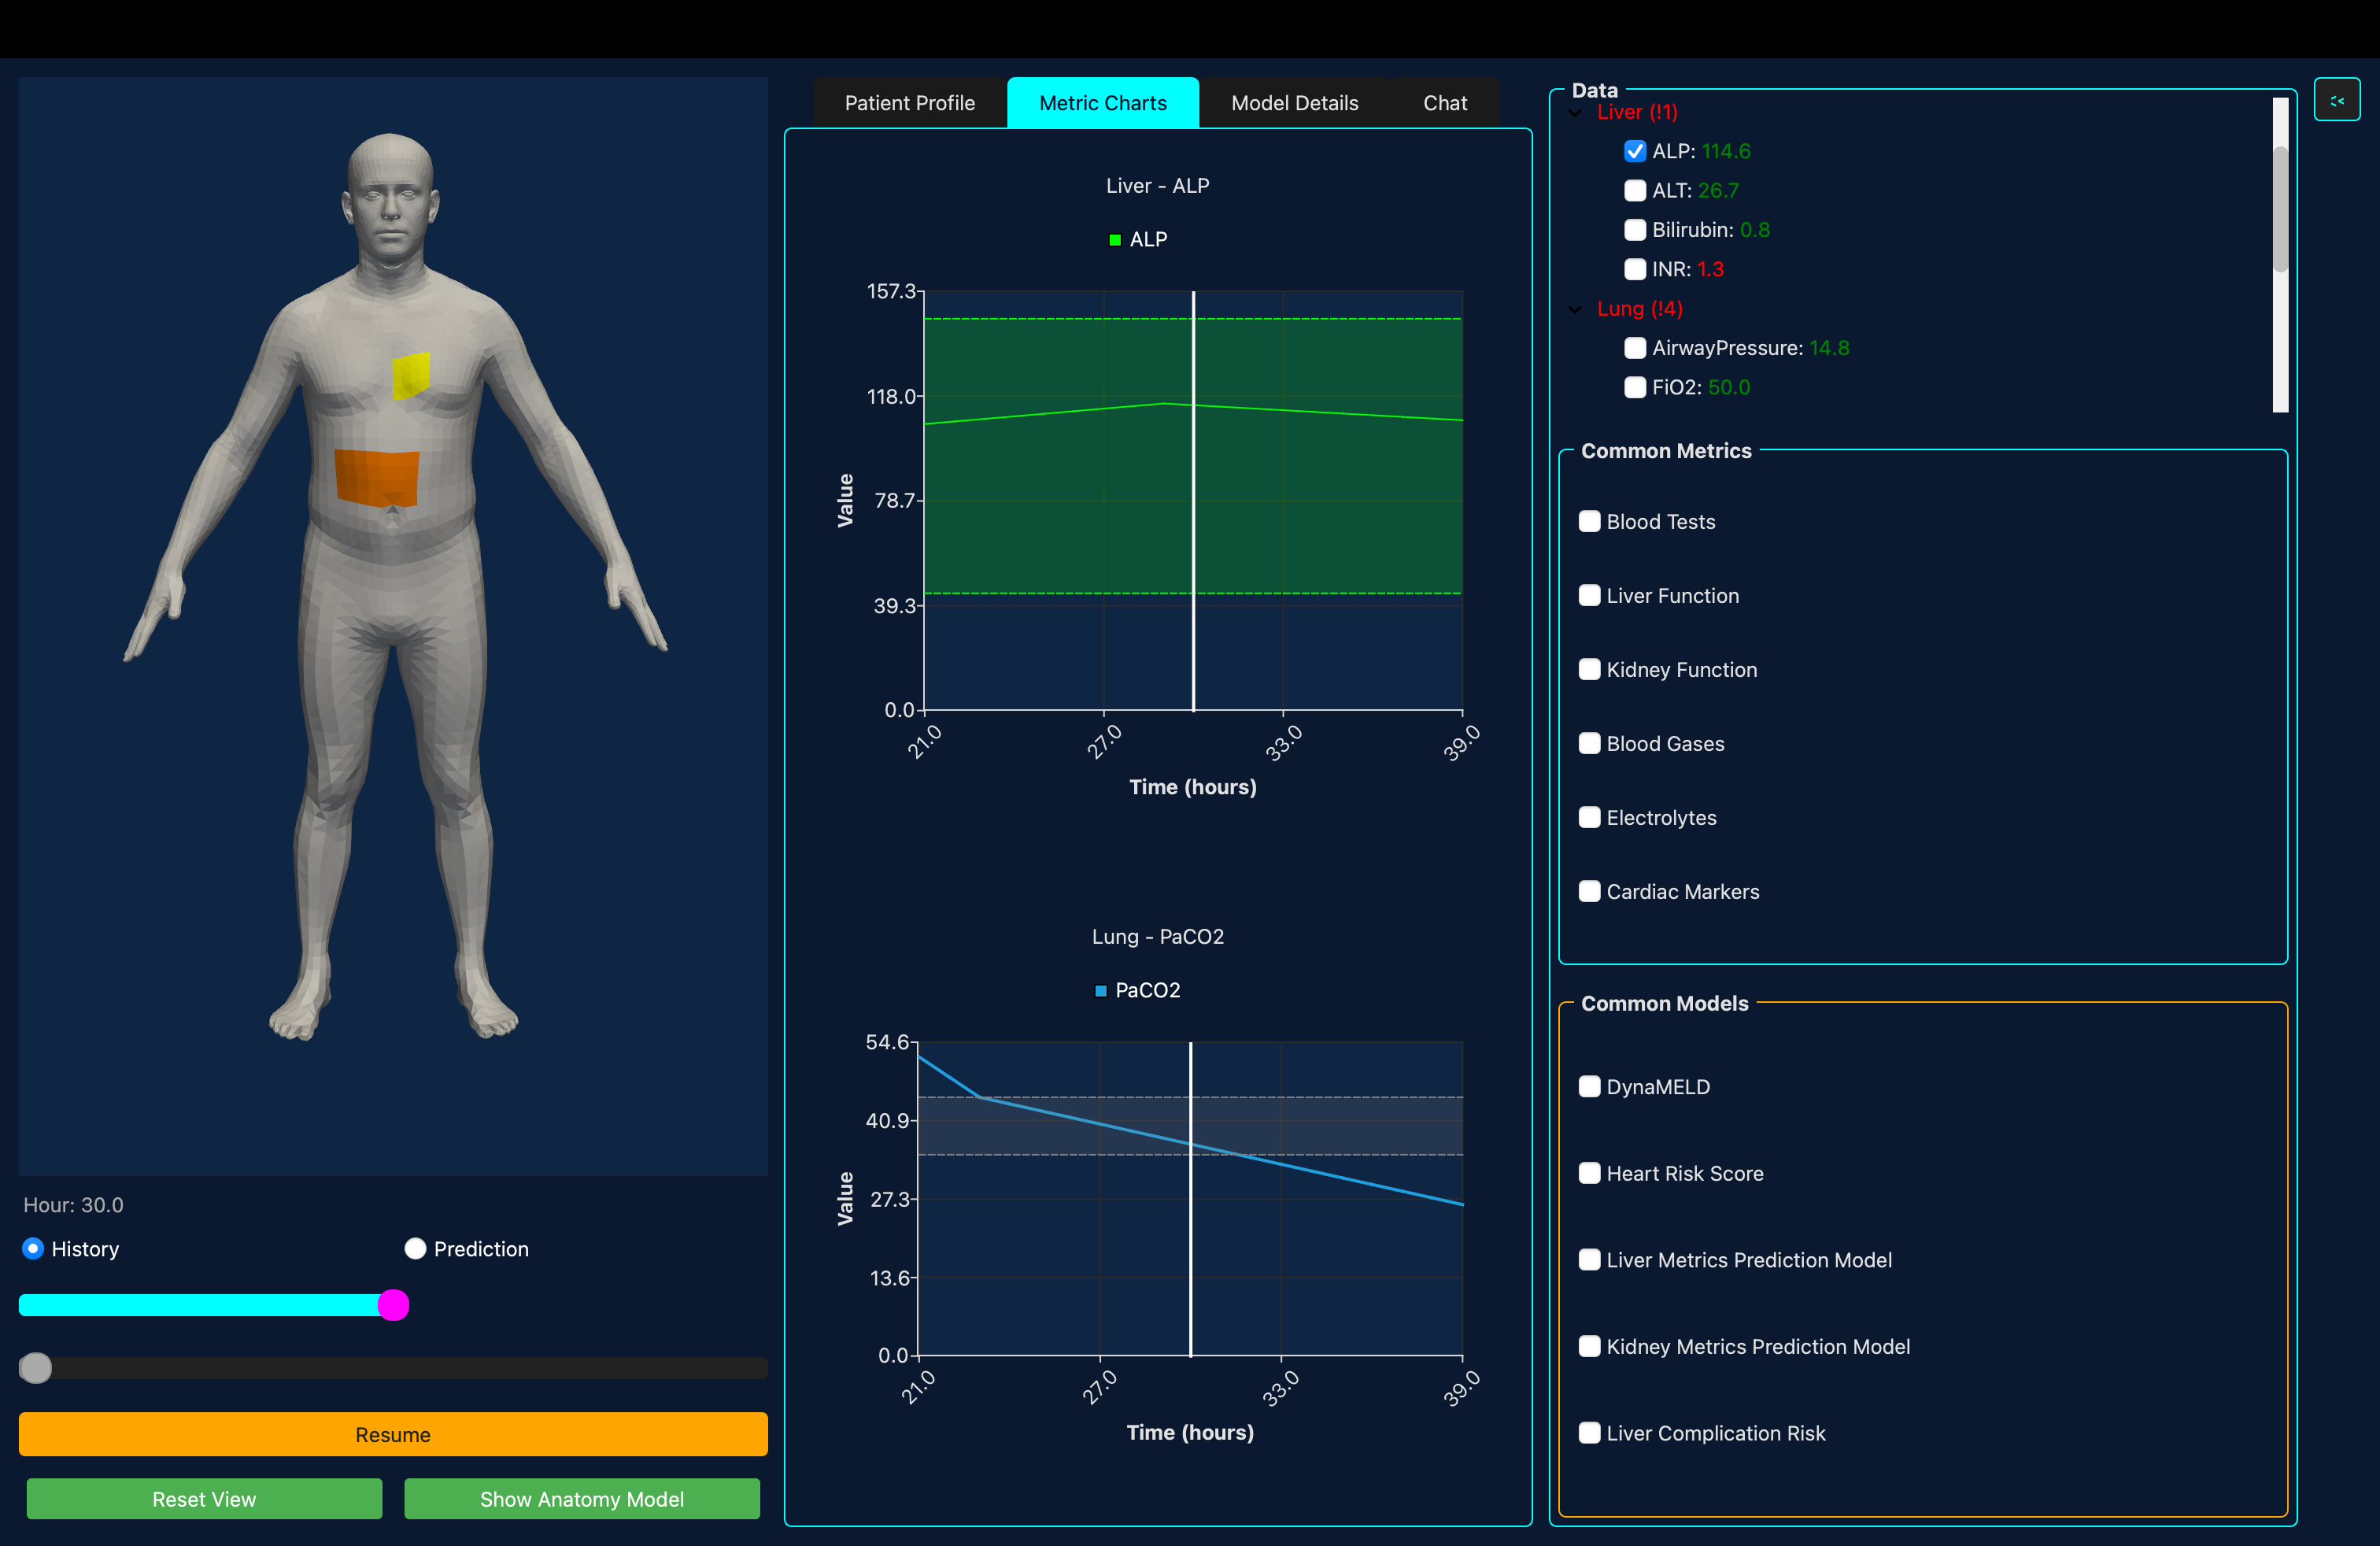 Hour: 30.0
History
Prediction
Resume
Reset View
Show Anatomy Model
Patient Profile
Metric Charts
Model Details
Chat
Liver - ALP
ALP
157.3
118.0
78.7
39.3
0.0
Value
21.0
27.0
33.0
39.0
Time (hours)
Lung - PaCO2
PaCO2
54.6
40.9
27.3
13.6
0.0
Value
21.0
27.0
33.0
39.0
Time (hours)
Data
Liver (!1)
ALP: 114.6
ALT: 26.7
Bilirubin: 0.8
INR: 1.3
Lung (!4)
AirwayPressure: 14.8
FiO2: 50.0
Common Metrics
Blood Tests
Liver Function
Kidney Function
Blood Gases
Electrolytes
Cardiac Markers
Common Models
DynaMELD
Heart Risk Score
Liver Metrics Prediction Model
Kidney Metrics Prediction Model
Liver Complication Risk